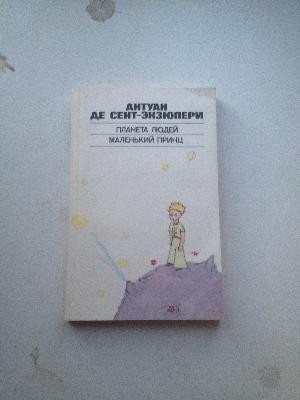 АНТУАН
ДЕ СЕНТ-ЭКЗЮПЕРИ
ПЛАНЕТА ЛЮДЕЙ
МАЛЕНЬКИЙ ПРИНЦ